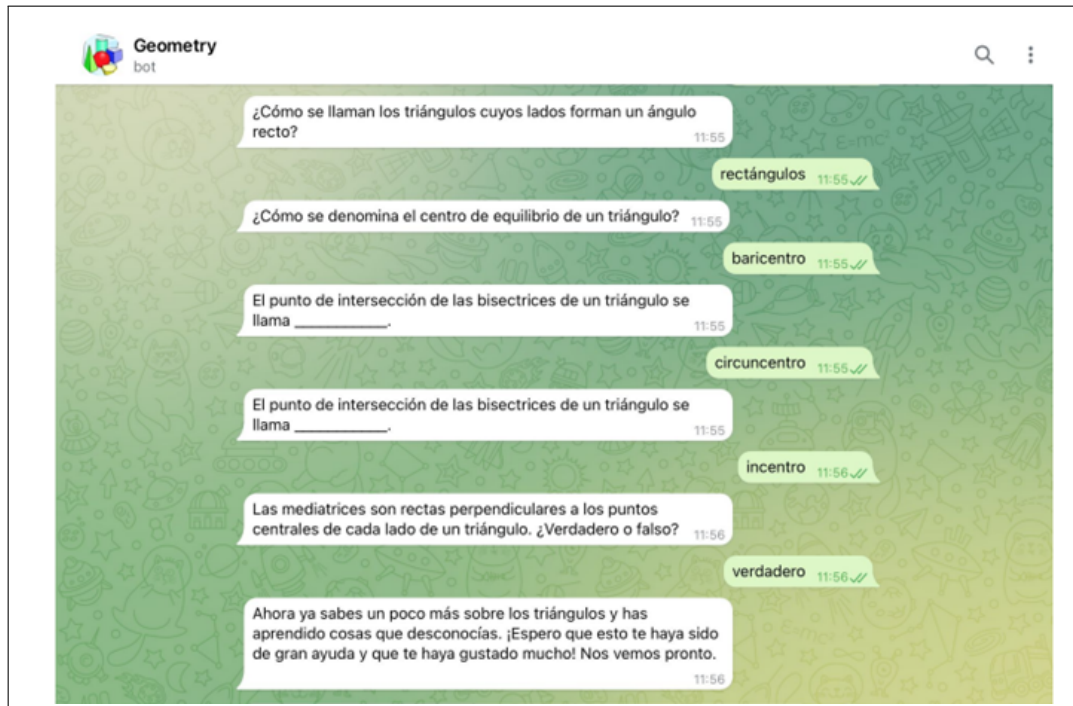 Geometry
bot
¿Cómo se llaman los triángulos cuyos lados forman un ángulo
recto?
11:55
rectángulos 11:55
¿Cómo se denomina el centro de equilibrio de un triángulo? 11:55
baricentro 11:55
El punto de intersección de las bisectrices de un triángulo se
llama ____________.
11:55
circuncentro 11:55
El punto de intersección de las bisectrices de un triángulo se
llama ____________.
11:55
incentro 11:56
Las mediatrices son rectas perpendiculares a los puntos
centrales de cada lado de un triángulo. ¿Verdadero o falso? 11:56
verdadero 11:56
Ahora ya sabes un poco más sobre los triángulos y has
aprendido cosas que desconocías. ¡Espero que esto te haya sido
de gran ayuda y que te haya gustado mucho! Nos vemos pronto.
11:56